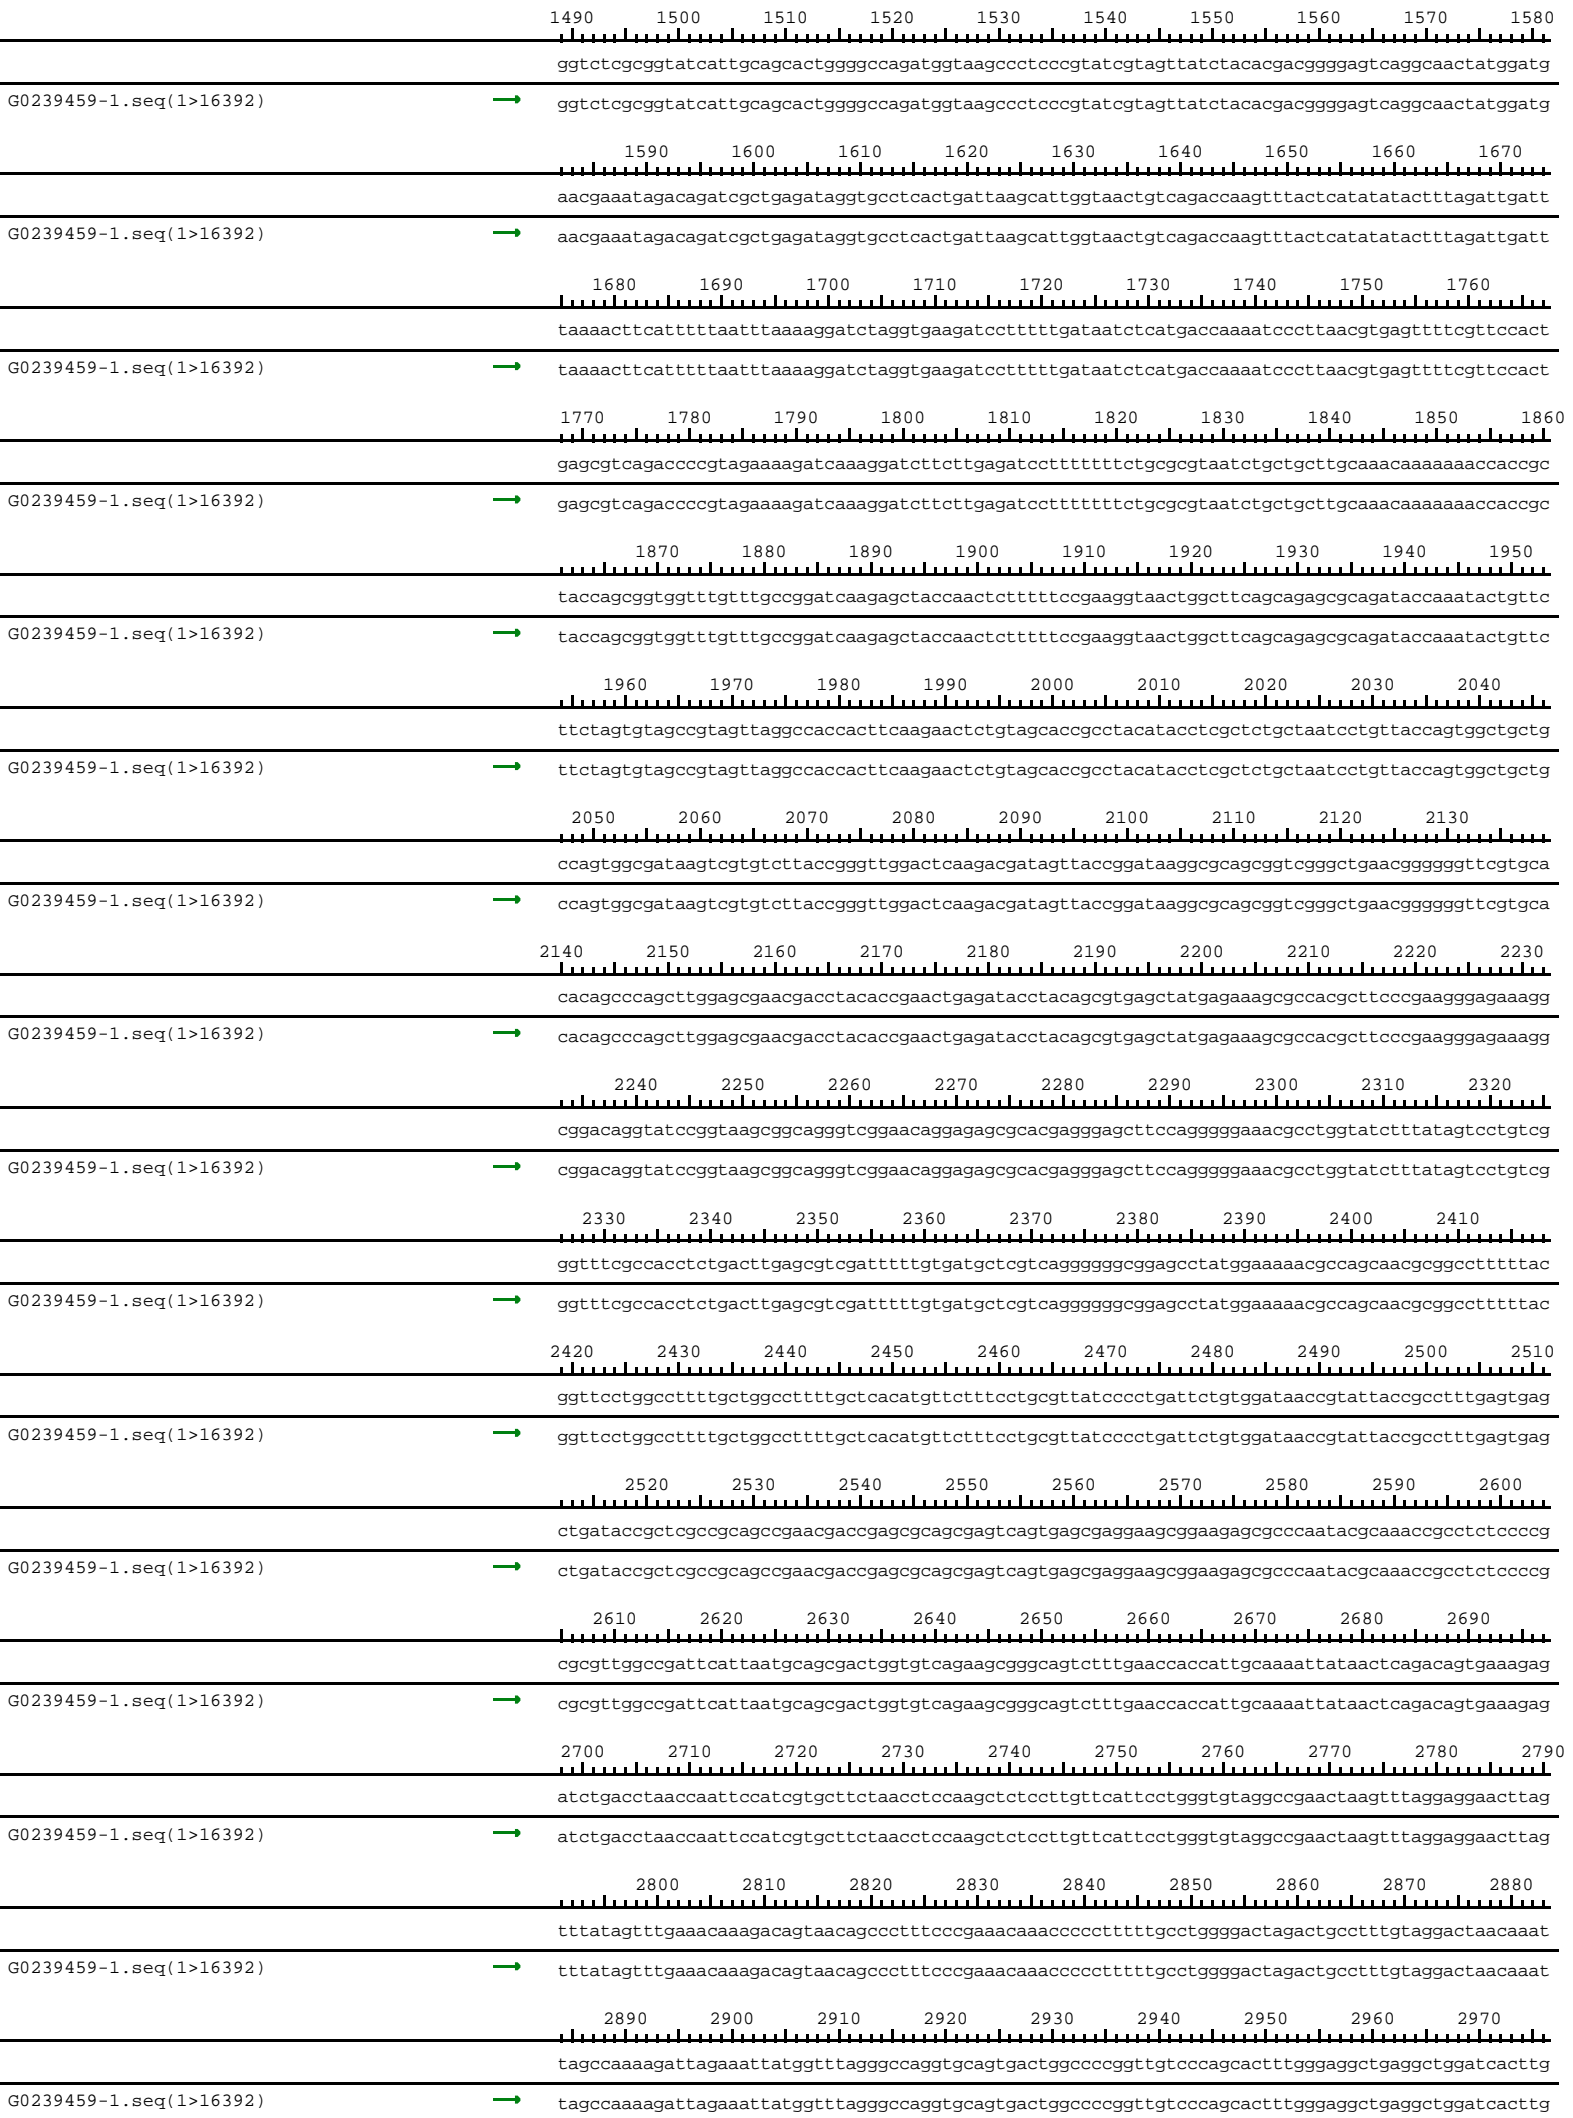 1490 1500 1510 1520 1530 1540 1550 1560 1570 1580
ggtctcgcggtatcattgcagcactggggccagatggtaagccctcccgtatcgtagttatctacacgacggggagtcaggcaactatggatg
G0239459-1.seq(1>16392) ggtctcgcggtatcattgcagcactggggccagatggtaagccctcccgtatcgtagttatctacacgacggggagtcaggcaactatggatg
1590 1600 1610 1620 1630 1640 1650 1660 1670
aacgaaatagacagatcgctgagataggtgcctcactgattaagcattggtaactgtcagaccaagtttactcatatatactttagattgatt
G0239459-1.seq(1>16392) aacgaaatagacagatcgctgagataggtgcctcactgattaagcattggtaactgtcagaccaagtttactcatatatactttagattgatt
1680 1690 1700 1710 1720 1730 1740 1750 1760
taaaacttcatttttaatttaaaaggatctaggtgaagatcctttttgataatctcatgaccaaaatcccttaacgtgagttttcgttccact
G0239459-1.seq(1>16392) taaaacttcatttttaatttaaaaggatctaggtgaagatcctttttgataatctcatgaccaaaatcccttaacgtgagttttcgttccact
1770 1780 1790 1800 1810 1820 1830 1840 1850 1860
gagcgtcagaccccgtagaaaagatcaaaggatcttcttgagatcctttttttctgcgcgtaatctgctgcttgcaaacaaaaaaaccaccgc
G0239459-1.seq(1>16392) gagcgtcagaccccgtagaaaagatcaaaggatcttcttgagatcctttttttctgcgcgtaatctgctgcttgcaaacaaaaaaaccaccgc
1870 1880 1890 1900 1910 1920 1930 1940 1950
taccagcggtggtttgtttgccggatcaagagctaccaactctttttccgaaggtaactggcttcagcagagcgcagataccaaatactgttc
G0239459-1.seq(1>16392) taccagcggtggtttgtttgccggatcaagagctaccaactctttttccgaaggtaactggcttcagcagagcgcagataccaaatactgttc
1960 1970 1980 1990 2000 2010 2020 2030 2040
ttctagtgtagccgtagttaggccaccacttcaagaactctgtagcaccgcctacatacctcgctctgctaatcctgttaccagtggctgctg
G0239459-1.seq(1>16392) ttctagtgtagccgtagttaggccaccacttcaagaactctgtagcaccgcctacatacctcgctctgctaatcctgttaccagtggctgctg
2050 2060 2070 2080 2090 2100 2110 2120 2130
ccagtggcgataagtcgtgtcttaccgggttggactcaagacgatagttaccggataaggcgcagcggtcgggctgaacggggggttcgtgca
G0239459-1.seq(1>16392) ccagtggcgataagtcgtgtcttaccgggttggactcaagacgatagttaccggataaggcgcagcggtcgggctgaacggggggttcgtgca
2140 2150 2160 2170 2180 2190 2200 2210 2220 2230
cacagcccagcttggagcgaacgacctacaccgaactgagatacctacagcgtgagctatgagaaagcgccacgcttcccgaagggagaaagg
G0239459-1.seq(1>16392) cacagcccagcttggagcgaacgacctacaccgaactgagatacctacagcgtgagctatgagaaagcgccacgcttcccgaagggagaaagg
2240 2250 2260 2270 2280 2290 2300 2310 2320
cggacaggtatccggtaagcggcagggtcggaacaggagagcgcacgagggagcttccagggggaaacgcctggtatctttatagtcctgtcg
G0239459-1.seq(1>16392) cggacaggtatccggtaagcggcagggtcggaacaggagagcgcacgagggagcttccagggggaaacgcctggtatctttatagtcctgtcg
2330 2340 2350 2360 2370 2380 2390 2400 2410
ggtttcgccacctctgacttgagcgtcgatttttgtgatgctcgtcaggggggcggagcctatggaaaaacgccagcaacgcggcctttttac
G0239459-1.seq(1>16392) ggtttcgccacctctgacttgagcgtcgatttttgtgatgctcgtcaggggggcggagcctatggaaaaacgccagcaacgcggcctttttac
2420 2430 2440 2450 2460 2470 2480 2490 2500 2510
ggttcctggccttttgctggccttttgctcacatgttctttcctgcgttatcccctgattctgtggataaccgtattaccgcctttgagtgag
G0239459-1.seq(1>16392) ggttcctggccttttgctggccttttgctcacatgttctttcctgcgttatcccctgattctgtggataaccgtattaccgcctttgagtgag
2520 2530 2540 2550 2560 2570 2580 2590 2600
ctgataccgctcgccgcagccgaacgaccgagcgcagcgagtcagtgagcgaggaagcggaagagcgcccaatacgcaaaccgcctctccccg
G0239459-1.seq(1>16392) ctgataccgctcgccgcagccgaacgaccgagcgcagcgagtcagtgagcgaggaagcggaagagcgcccaatacgcaaaccgcctctccccg
2610 2620 2630 2640 2650 2660 2670 2680 2690
cgcgttggccgattcattaatgcagcgactggtgtcagaagcgggcagtctttgaaccaccattgcaaaattataactcagacagtgaaagag
G0239459-1.seq(1>16392) cgcgttggccgattcattaatgcagcgactggtgtcagaagcgggcagtctttgaaccaccattgcaaaattataactcagacagtgaaagag
2700 2710 2720 2730 2740 2750 2760 2770 2780 2790
atctgacctaaccaattccatcgtgcttctaacctccaagctctccttgttcattcctgggtgtaggccgaactaagtttaggaggaacttag
G0239459-1.seq(1>16392) atctgacctaaccaattccatcgtgcttctaacctccaagctctccttgttcattcctgggtgtaggccgaactaagtttaggaggaacttag
2800 2810 2820 2830 2840 2850 2860 2870 2880
tttatagtttgaaacaaagacagtaacagccctttcccgaaacaaacccccttttttgcctggggactagactgcctttgtaggactaacaaat
G0239459-1.seq(1>16392) tttatagtttgaaacaaagacagtaacagccctttcccgaaacaaacccccttttttgcctggggactagactgcctttgtaggactaacaaat
2890 2900 2910 2920 2930 2940 2950 2960 2970
tagccaaaagattagaaattatggtttagggccaggtgcagtgactggccccggttgtcccagcactttgggaggctgaggctggatcacttg
G0239459-1.seq(1>16392) tagccaaaagattagaaattatggtttagggccaggtgcagtgactggccccggttgtcccagcactttgggaggctgaggctggatcacttg